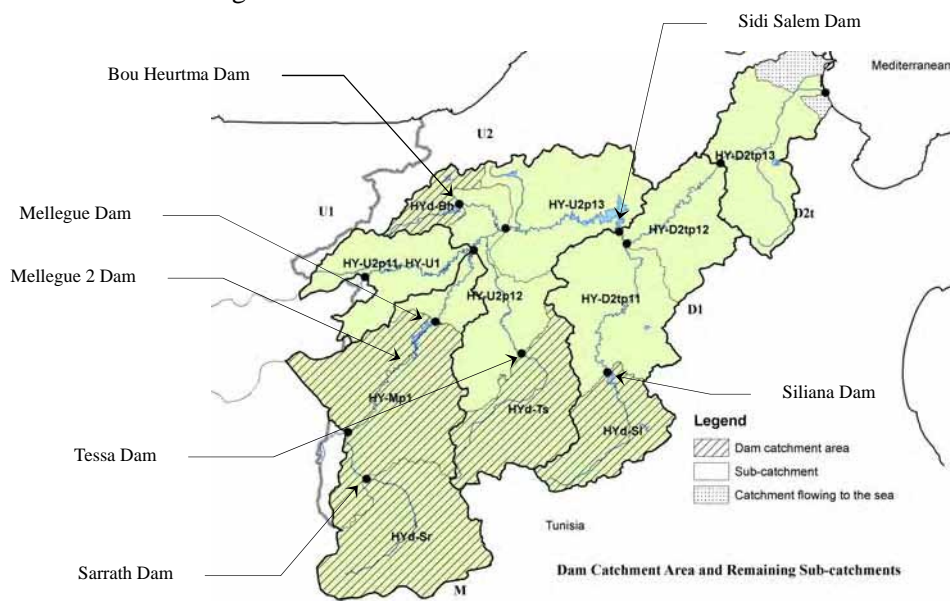 Sidi Salem Dam
Bou Heurtma Dam
Mediterranean
U2
HY-D2tp13
HYd-Bh
HY-U2p13
Mellegue Dam
U1
D2t
HY-D2tp12
Mellegue 2 Dam
HY-U2p11, HY-U1
HY-U2p12
HY-D2tp11
D1
HY-Mp1
Siliana Dam
HYd-Ts
Legend
HYd-Sl
Dam catchment area
Tessa Dam
Sub-catchment
Catchment flowing to the sea
Tunisia
HYd-Sr
Sarrath Dam
Dam Catchment Area and Remaining Sub-catchments
M